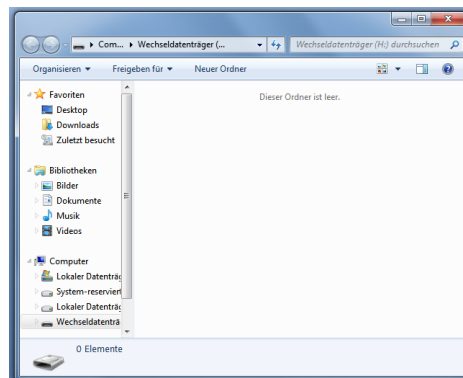 Com... Wechseldatenträger (...
Wechseldatenträger (H:) durchsuchen
Organisieren Freigeben für Neuer Ordner
Favoriten
Desktop
Downloads
Zuletzt besucht
Bibliotheken
Bilder
Dokumente
Musik
Videos
Computer
Lokaler Datenträg
System-reserviert
Lokaler Datenträg
Wechseldatenträ
Dieser Ordner ist leer.
0 Elemente